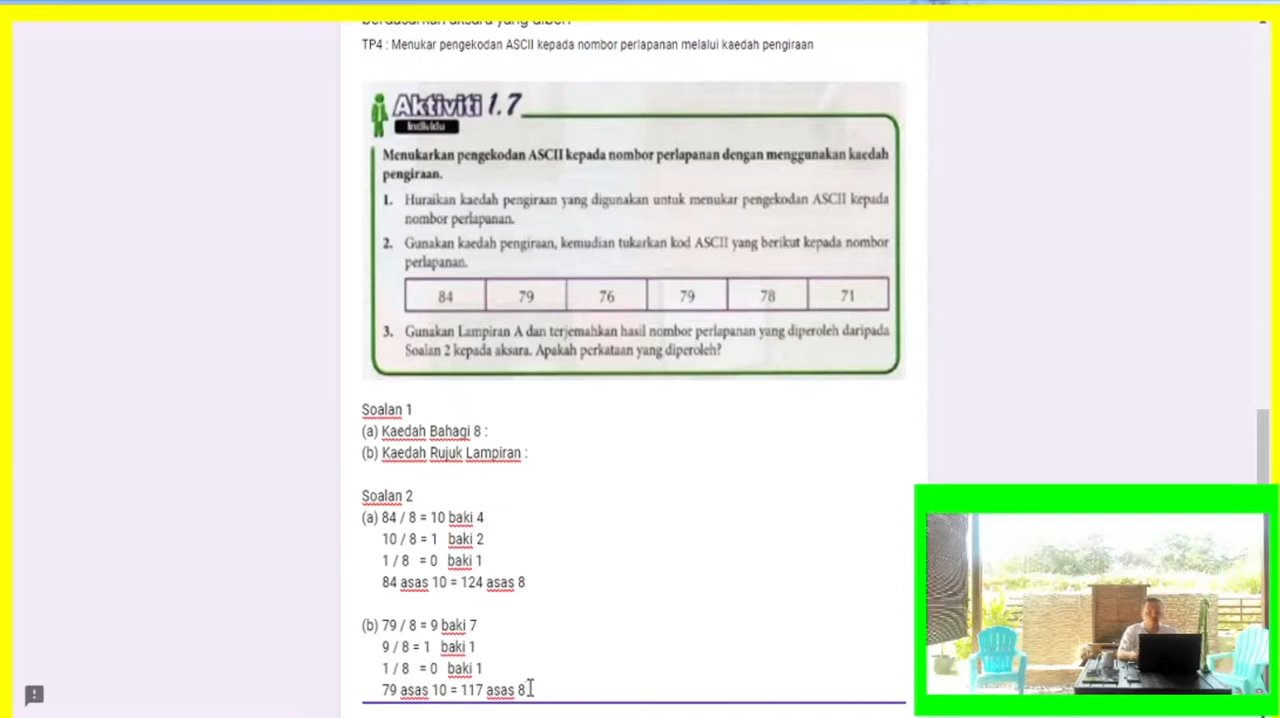 TP4 : Menukar pengekodan ASCII kepada nombor perlapanan melalui kaedah pengiraan
Aktiviti 1.7
Individu
Menukarkan pengekodan ASCII kepada nombor perlapanan dengan menggunakan kaedah
pengiraan.
1. Huraikan kaedah pengiraan yang digunakan untuk menukar pengekodan ASCII kepada
nombor perlapanan.
2. Gunakan kaedah pengiraan, kemudian tukarkan kod ASCII yang berikut kepada nombor
perlapanan.
84 79 76 79 78 71
3. Gunakan Lampiran A dan terjemahkan hasil nombor perlapanan yang diperoleh daripada
Soalan 2 kepada aksara. Apakah perkataan yang diperoleh?
Soalan 1
(a) Kaedah Bahagi 8 :
(b) Kaedah Rujuk Lampiran :
Soalan 2
(a) 84 / 8 = 10 baki 4
10 / 8 = 1 baki 2
1 / 8 = 0 baki 1
84 asas 10 = 124 asas 8
(b) 79 / 8 = 9 baki 7
9 / 8 = 1 baki 1
1 / 8 = 0 baki 1
79 asas 10 = 117 asas 8